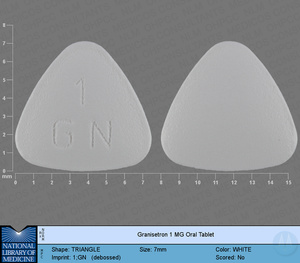 1
GN
8
7
6
5
4
3
2
1
0
mm
0 1 2 3 4 5 6 7 8 9 10 11 12 13 14 15
Granisetron 1 MG Oral Tablet
NATIONAL
LIBRARY OF
MEDICINE
Shape: TRIANGLE Size: 7mm Color: WHITE
Imprint: 1;GN (debossed) Scored: No